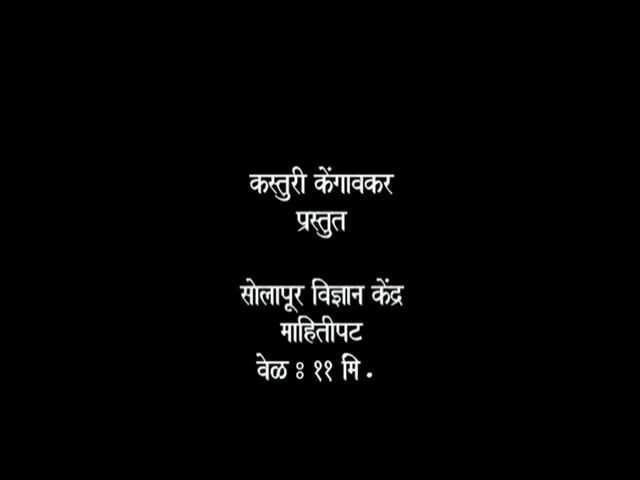 कस्तुरी केंगावकर
प्रस्तुत
सोलापूर विज्ञान केंद्र
माहितीपट
वेळ : ११ मि .